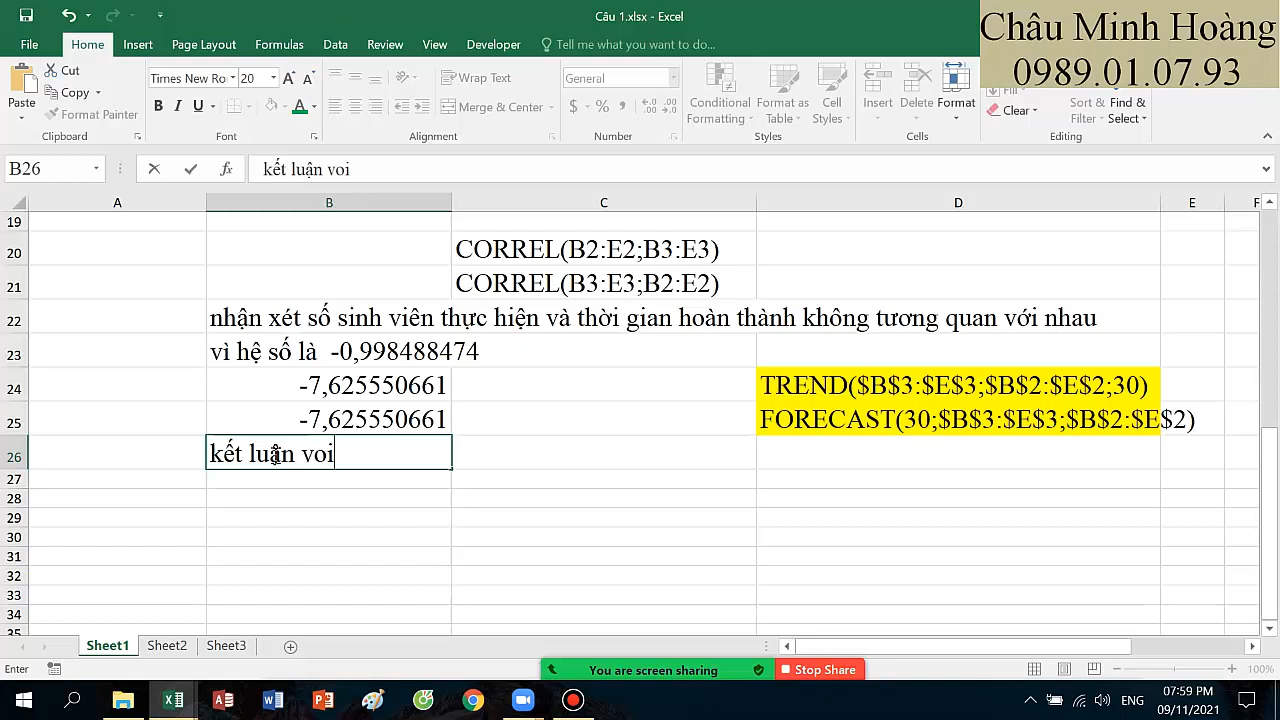 Câu 1.xlsx - Excel
Châu Minh Hoàng
0989.01.07.93
File Home Insert Page Layout Formulas Data Review View Developer Tell me what you want to do...
Paste
Cut
Copy
Format Painter
Clipboard
Times New Ro 20
B I U
Font
Wrap Text
Merge & Center
Alignment
General
$ %
Number
Conditional Formatting
Format as Table
Cell Styles
Styles
Insert Delete Format
Cells
Fill
Clear
Sort & Filter
Find & Select
Editing
B26 fx kết luận voi
A B C D E F
19
20 CORREL(B2:E2;B3:E3)
21 CORREL(B3:E3;B2:E2)
22 nhận xét số sinh viên thực hiện và thời gian hoàn thành không tương quan với nhau
23 vì hệ số là -0,998488474
24 -7,625550661 TREND($B$3:$E$3;$B$2:$E$2;30)
25 -7,625550661 FORECAST(30;$B$3:$E$3;$B$2:$E$2)
26 kết luận voi
27
28
29
30
31
32
33
34
35
Sheet1 Sheet2 Sheet3
Enter
You are screen sharing
Stop Share
100%
ENG
07:59 PM
09/11/2021